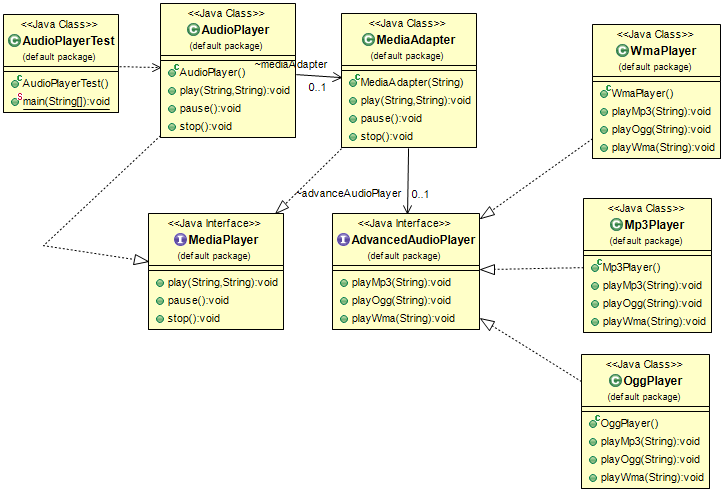 <<Java Class>>
AudioPlayerTest
(default package)
AudioPlayerTest()
main(String[]):void
<<Java Class>>
AudioPlayer
(default package)
AudioPlayer()
play(String,String):void
pause():void
stop():void
~mediaAdapter
0..1
<<Java Class>>
MediaAdapter
(default package)
MediaAdapter(String)
play(String,String):void
pause():void
stop():void
<<Java Class>>
WmaPlayer
(default package)
WmaPlayer()
playMp3(String):void
playOgg(String):void
playWma(String):void
~advanceAudioPlayer
0..1
<<Java Interface>>
MediaPlayer
(default package)
play(String,String):void
pause():void
stop():void
<<Java Interface>>
AdvancedAudioPlayer
(default package)
playMp3(String):void
playOgg(String):void
playWma(String):void
<<Java Class>>
Mp3Player
(default package)
Mp3Player()
playMp3(String):void
playOgg(String):void
playWma(String):void
<<Java Class>>
OggPlayer
(default package)
OggPlayer()
playMp3(String):void
playOgg(String):void
playWma(String):void